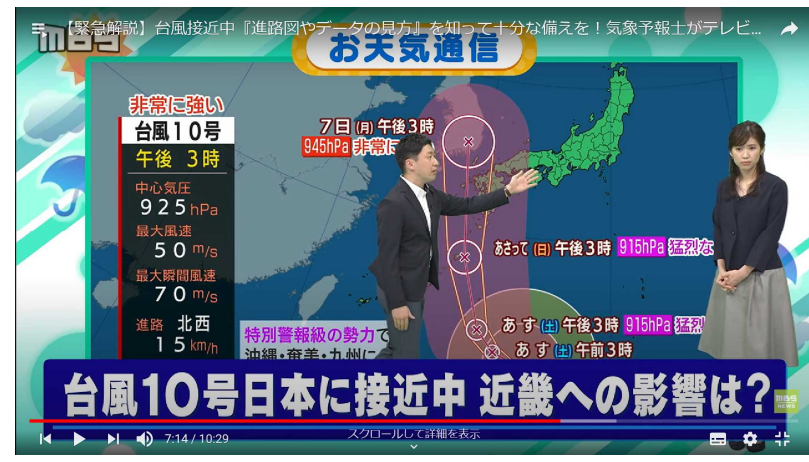 【緊急解説】台風接近中『進路図やデータの見方』を知って十分な備えを！気象予報士がテレビ...
mbs
お天気通信
非常に強い
台風10号
午後 3時
中心気圧
925hPa
最大風速
50m/s
最大瞬間風速
70m/s
進路 北西
15km/h
7日(月)午後3時
945hPa 非常に
あさって(日)午後3時 915hPa 猛烈な
あす(土)午後3時 915hPa 猛烈
あす(土)午前3時
特別警報級の勢力で
沖縄・奄美・九州に
台風10号日本に接近中 近畿への影響は?
MBS
NEWS
7:14 / 10:29
スクロールして詳細を表示